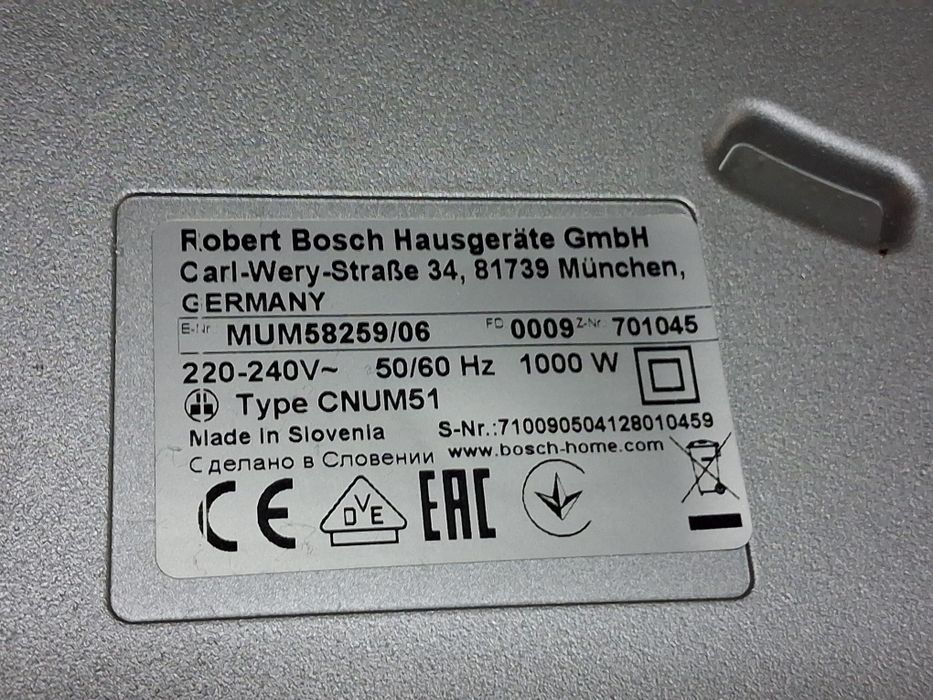 Robert Bosch Hausgeräte GmbH
Carl-Wery-Straße 34, 81739 München,
GERMANY
E-Nr MUM58259/06 FD 0009 Z-Nr. 701045
220-240V~ 50/60 Hz 1000 W
Type CNUM51
Made in Slovenia S-Nr.:710090504128010459
Сделано в Словении www.bosch-home.com
CE DVE EAC